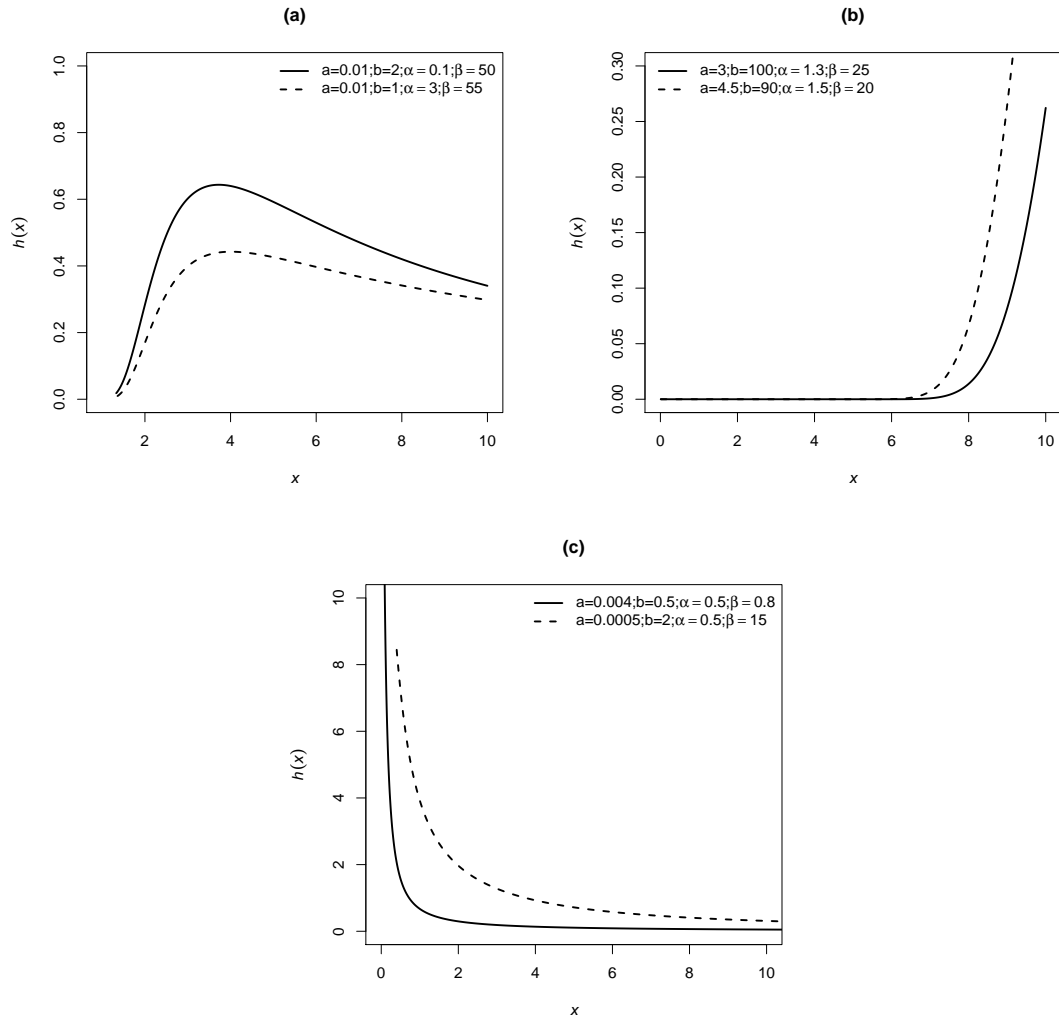 (a)
a=0.01;b=2;α = 0.1;β = 50
a=0.01;b=1;α = 3;β = 55
1.0
0.8
0.6
0.4
0.2
0.0
h(x)
2 4 6 8 10
x
(b)
a=3;b=100;α = 1.3;β = 25
a=4.5;b=90;α = 1.5;β = 20
0.30
0.25
0.20
0.15
0.10
0.05
0.00
h(x)
0 2 4 6 8 10
x
(c)
a=0.004;b=0.5;α = 0.5;β = 0.8
a=0.0005;b=2;α = 0.5;β = 15
10
8
6
4
2
0
h(x)
0 2 4 6 8 10
x